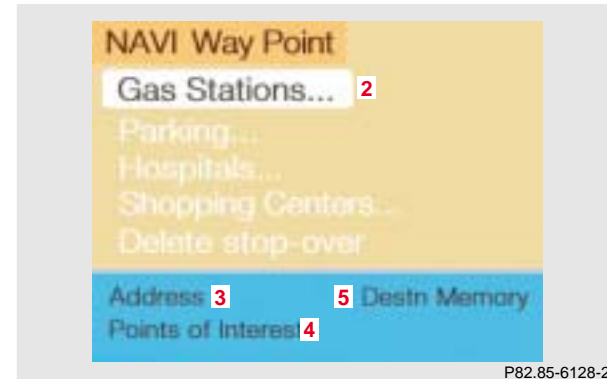 NAVI Way Point
Gas Stations... 2
Parking...
Hospitals...
Shopping Centers...
Delete stop-over
Address 3 5 Destn Memory
Points of Interest 4
P82.85-6128-2